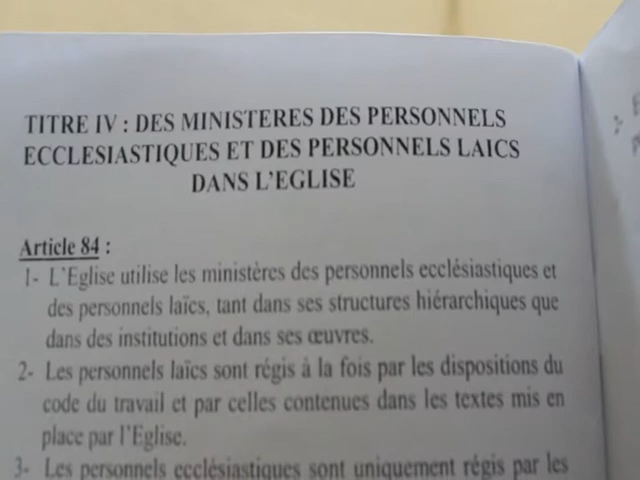 TITRE IV : DES MINISTERES DES PERSONNELS
ECCLESIASTIQUES ET DES PERSONNELS LAICS
DANS L'EGLISE
Article 84 :
1- L'Eglise utilise les ministères des personnels ecclésiastiques et
des personnels laïcs, tant dans ses structures hiérarchiques que
dans des institutions et dans ses œuvres.
2- Les personnels laïcs sont régis à la fois par les dispositions du
code du travail et par celles contenues dans les textes mis en
place par l'Eglise.
3- Les personnels ecclésiastiques sont uniquement régis par les